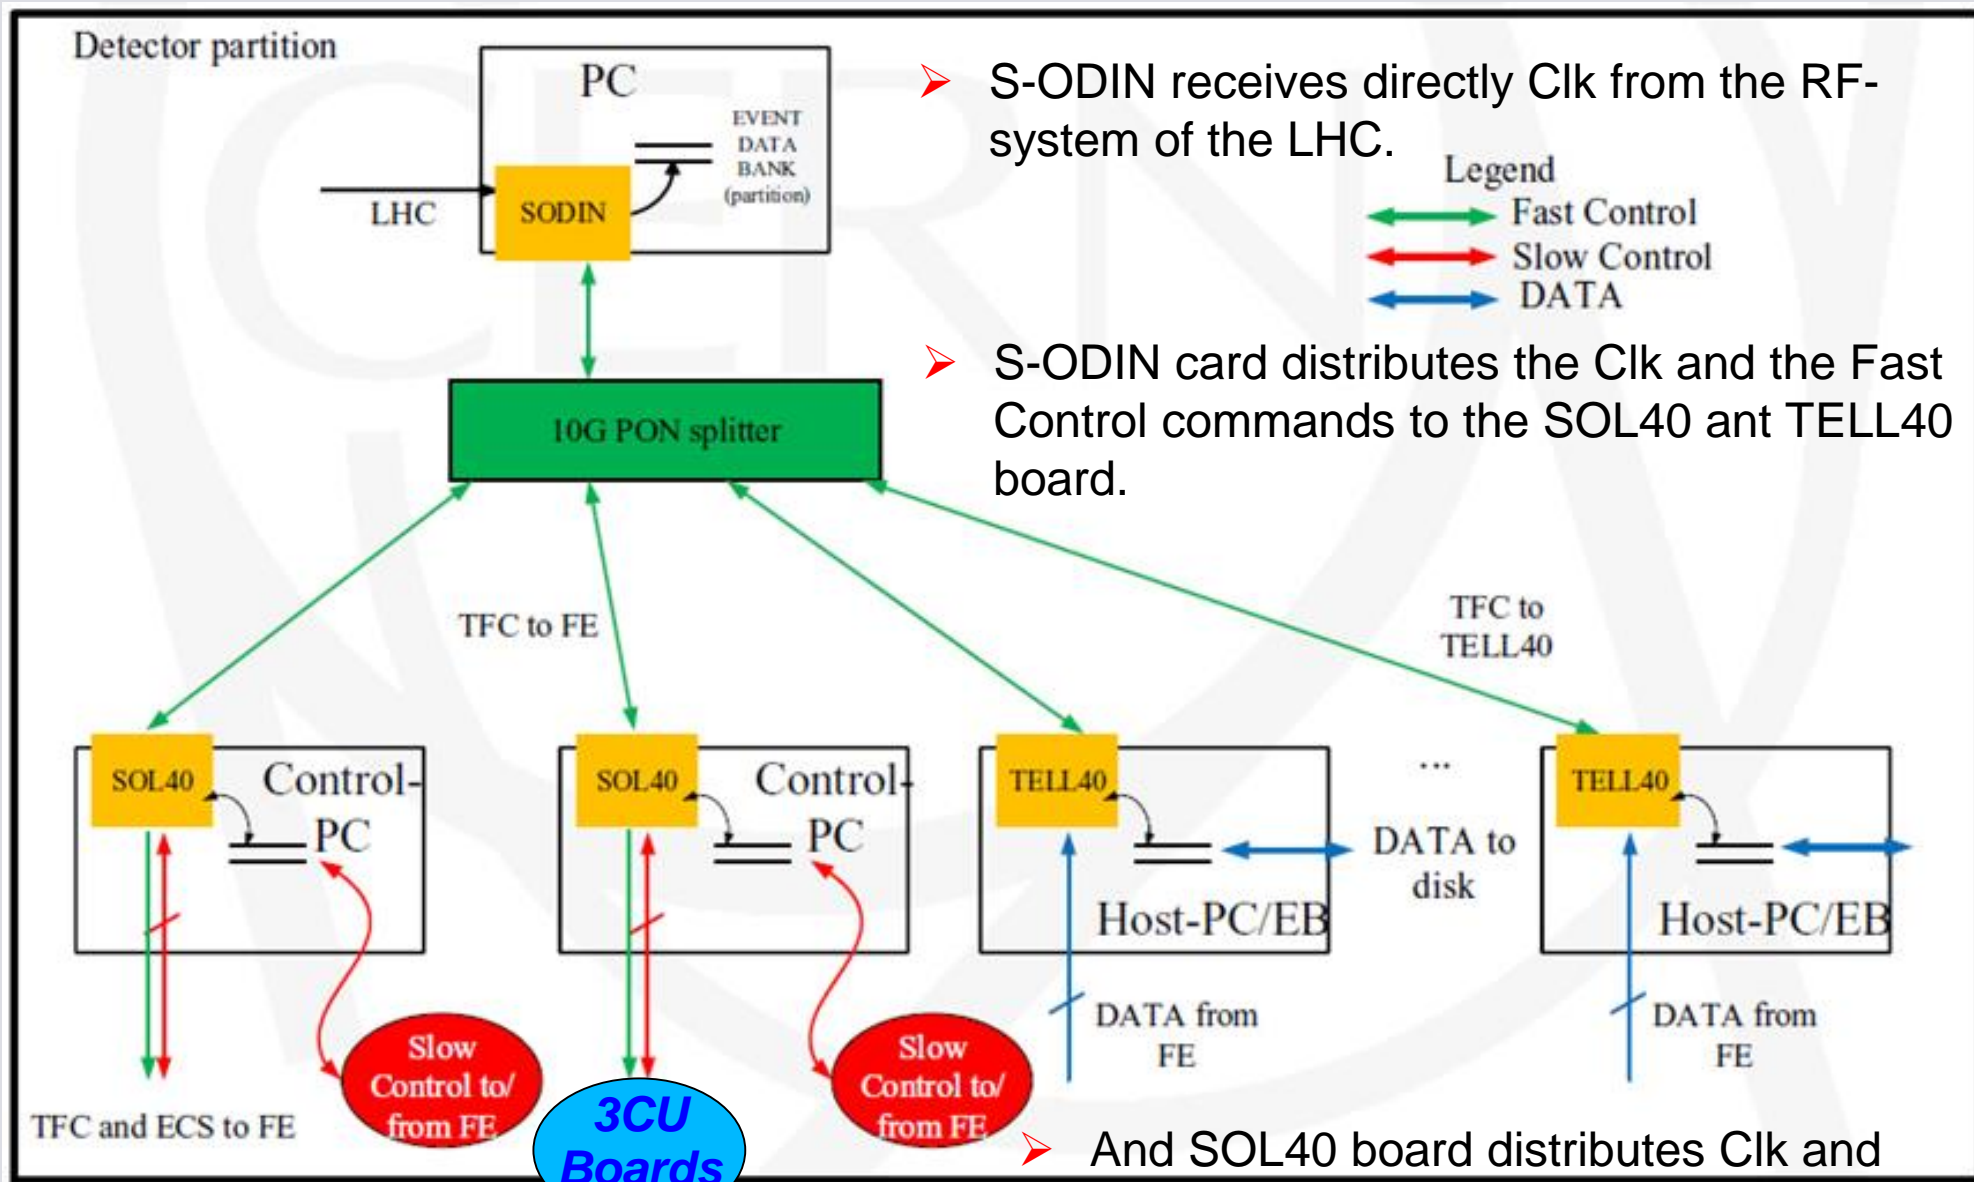 Detector partition
PC
EVENT
DATA
BANK
(partition)
LHC
SODIN
➢ S-ODIN receives directly Clk from the RF-
system of the LHC.
Legend
Fast Control
Slow Control
DATA
➢ S-ODIN card distributes the Clk and the Fast
Control commands to the SOL40 ant TELL40
board.
10G PON splitter
TFC to FE
TFC to
TELL40
SOL40
Control-
PC
SOL40
Control-
PC
TELL40
Host-PC/EB
...
DATA to
disk
TELL40
Host-PC/EB
DATA from
FE
DATA from
FE
TFC and ECS to FE
Slow
Control to/
from FE
3CU
Boards
Slow
Control to/
from FE
➢ And SOL40 board distributes Clk and
CERN